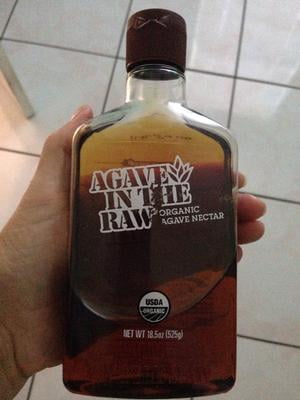 AGAVE
IN THE
RAW
ORGANIC
AGAVE NECTAR
USDA
ORGANIC
NET WT 18.5oz (525g)